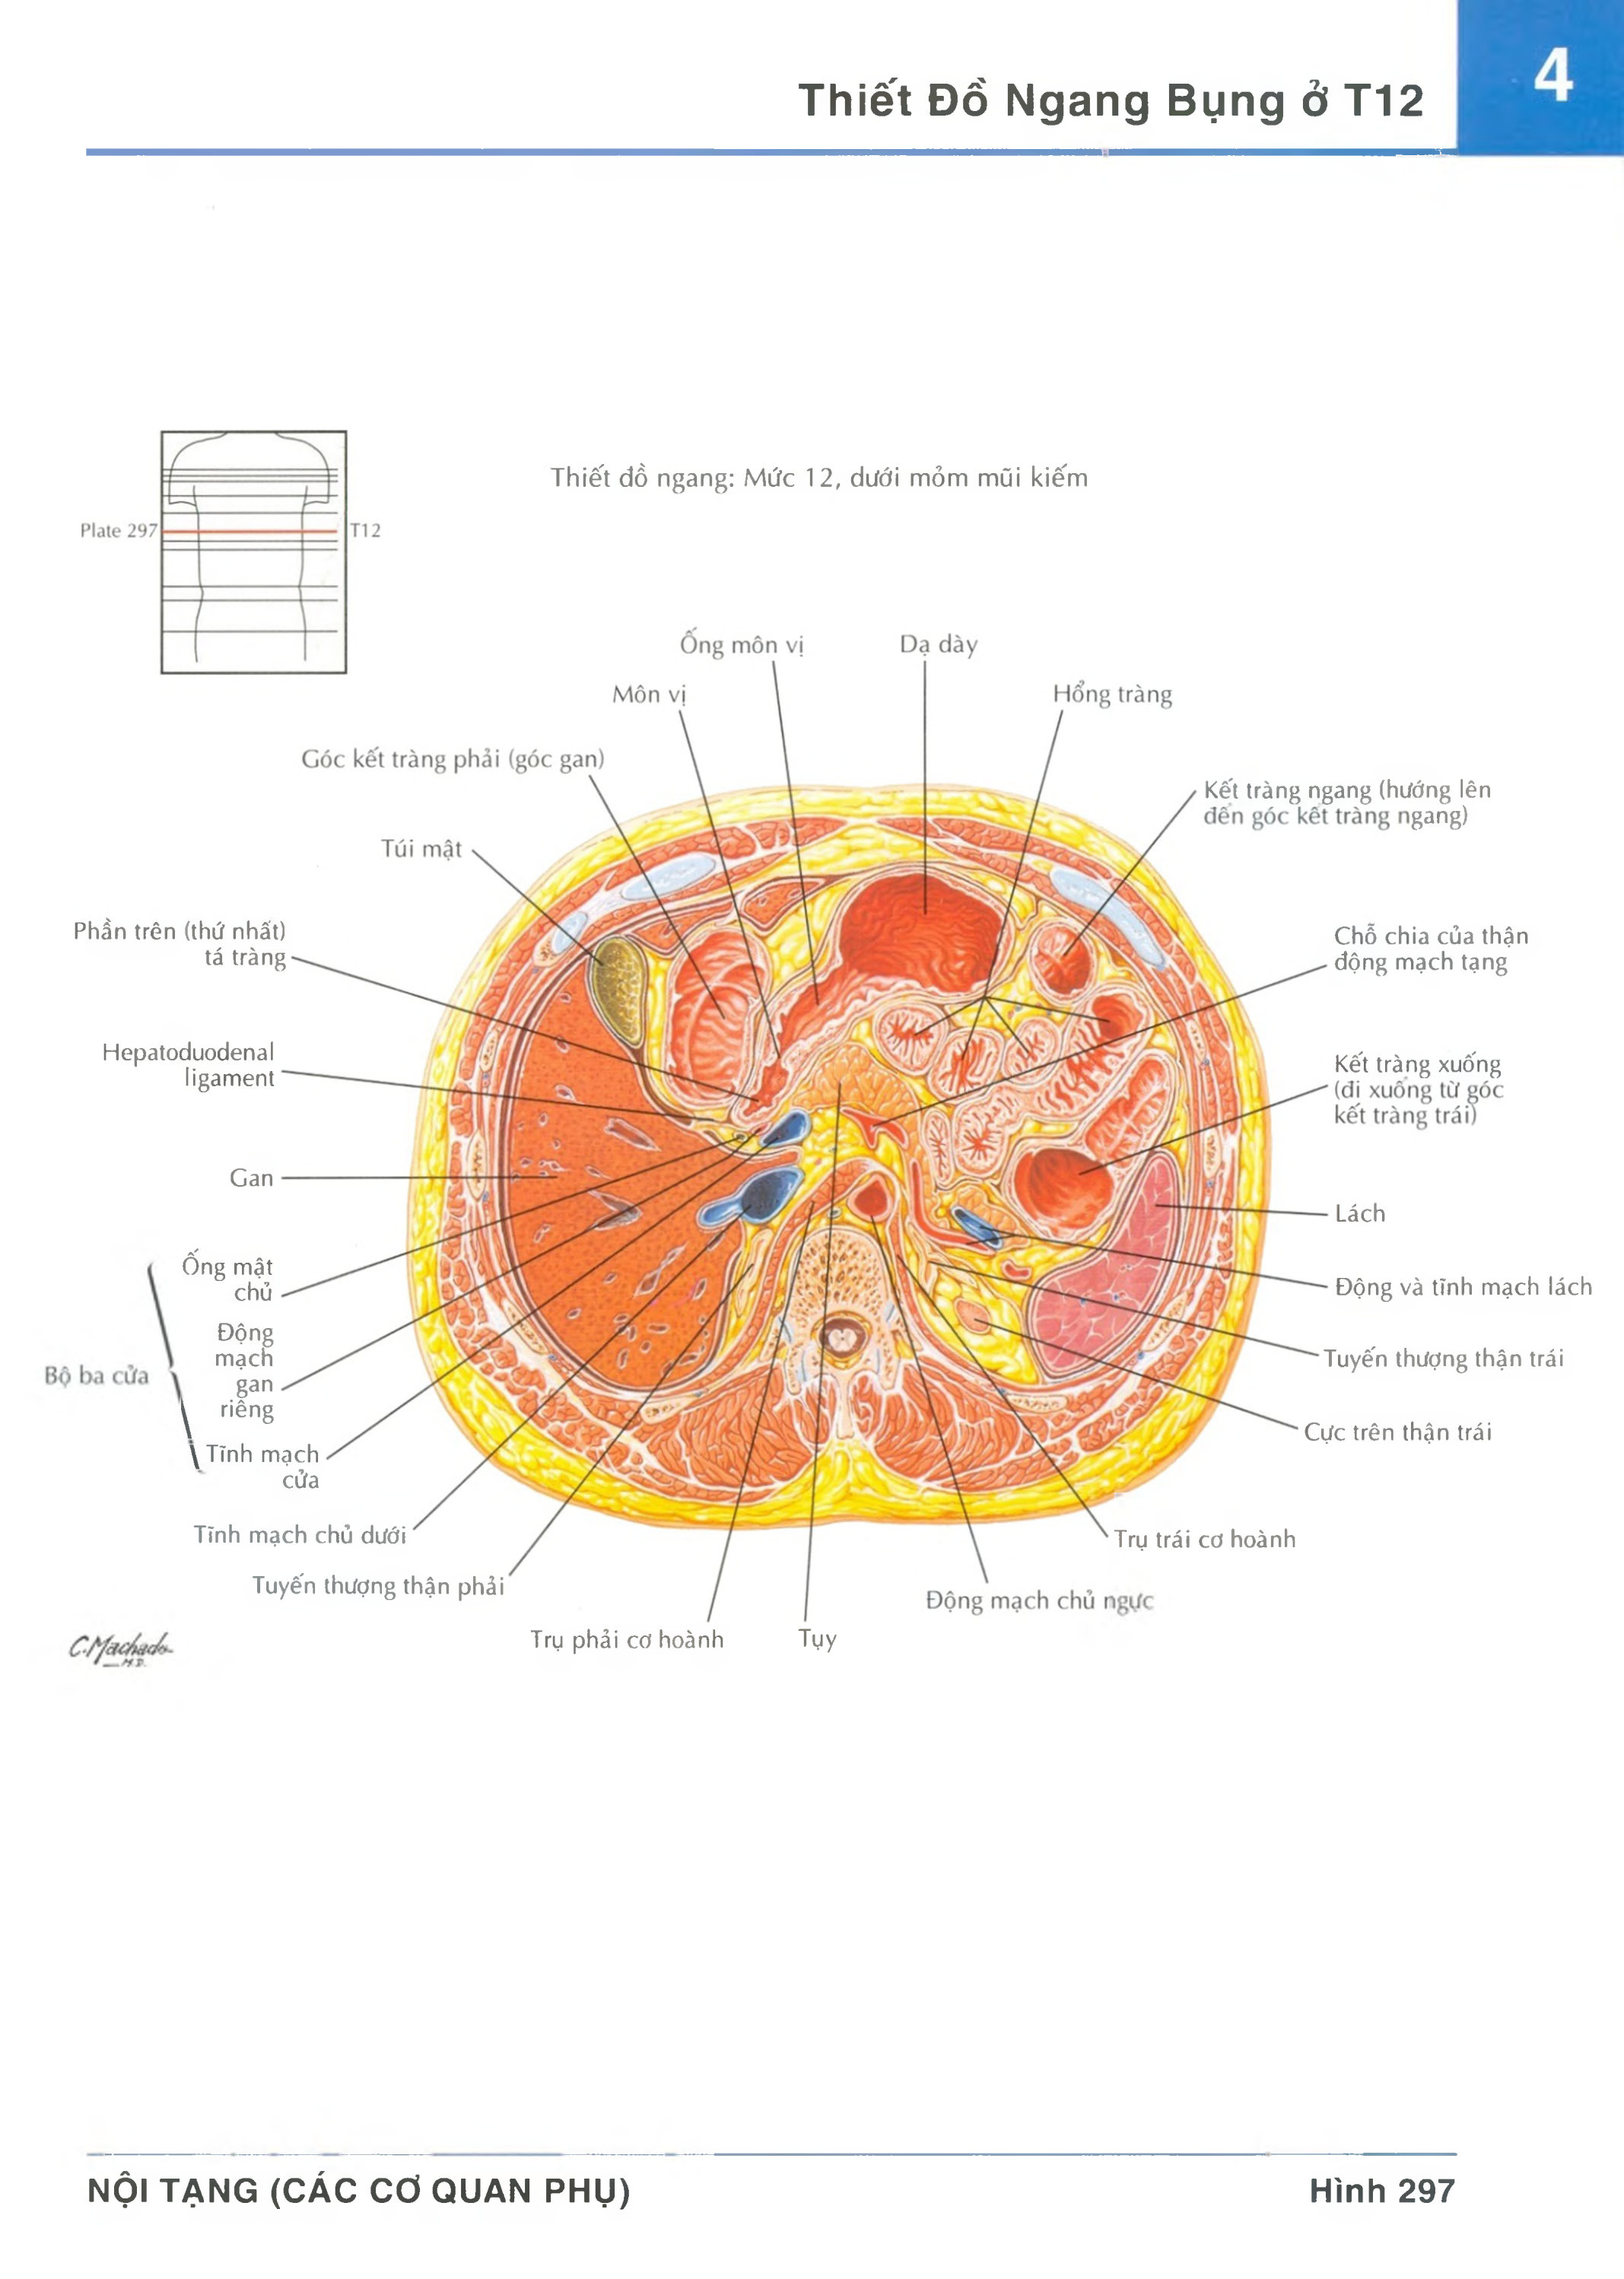 Thiết Đồ Ngang Bụng ở T12
4
Thiết đồ ngang: Mức 12, dưới mỏm mũi kiếm
Plate 297
T12
Ống môn vị
Dạ dày
Môn vị
Hổng tràng
Góc kết tràng phải (góc gan)
Kết tràng ngang (hướng lên
đến góc kết tràng ngang)
Túi mật
Phần trên (thứ nhất)
tá tràng
Chỗ chia của thận
động mạch tạng
Hepatoduodenal
ligament
Kết tràng xuống
(đi xuống từ góc
kết tràng trái)
Gan
Lách
Ống mật
chủ
Động và tĩnh mạch lách
Động
mạch
gan
riêng
Bộ ba cửa
Tuyến thượng thận trái
Cực trên thận trái
Tĩnh mạch
cửa
Tĩnh mạch chủ dưới
Trụ trái cơ hoành
Tuyến thượng thận phải
Động mạch chủ ngực
Trụ phải cơ hoành
Tụy
C.Machado
M.D.
NỘI TẠNG (CÁC CƠ QUAN PHỤ)
Hình 297